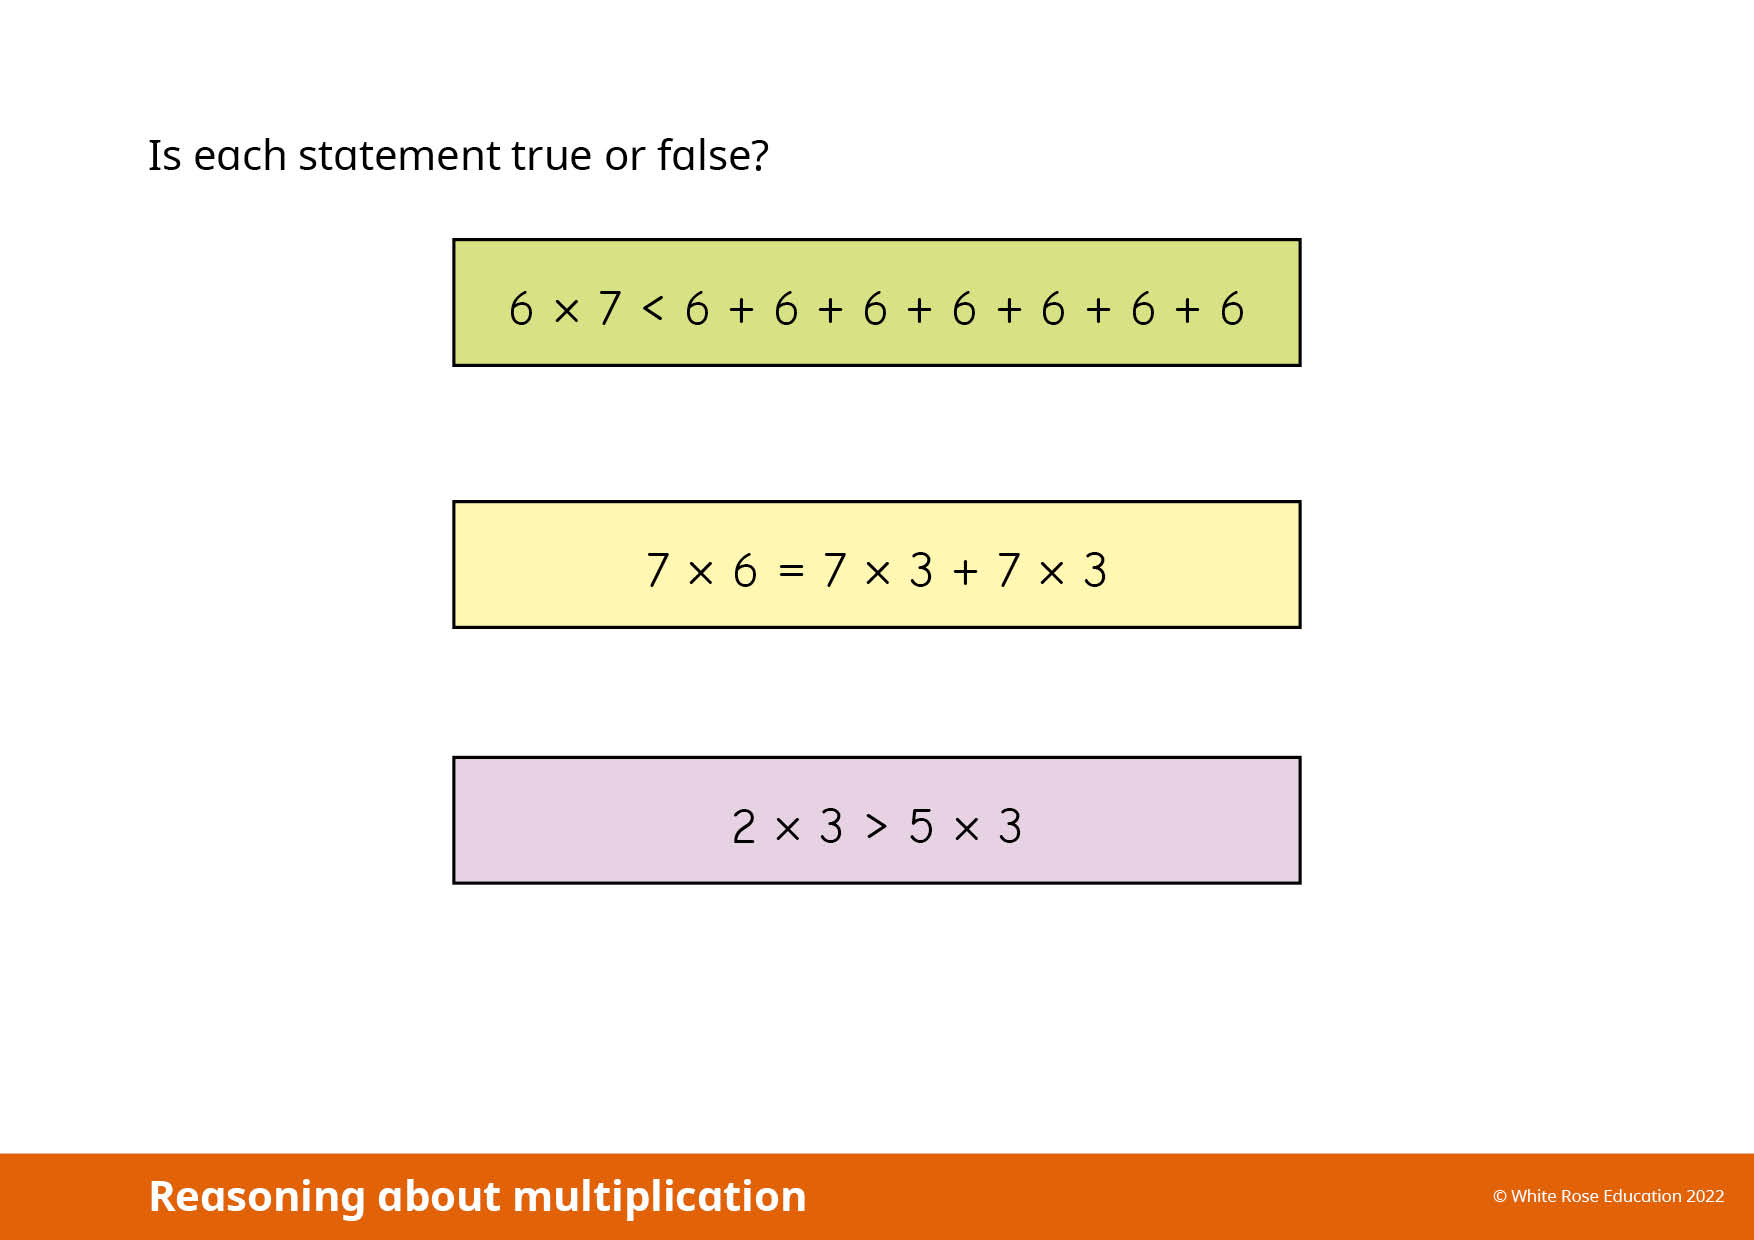 Is each statement true or false?
6 × 7 < 6 + 6 + 6 + 6 + 6 + 6 + 6
7 × 6 = 7 × 3 + 7 × 3
2 × 3 > 5 × 3
Reasoning about multiplication
© White Rose Education 2022